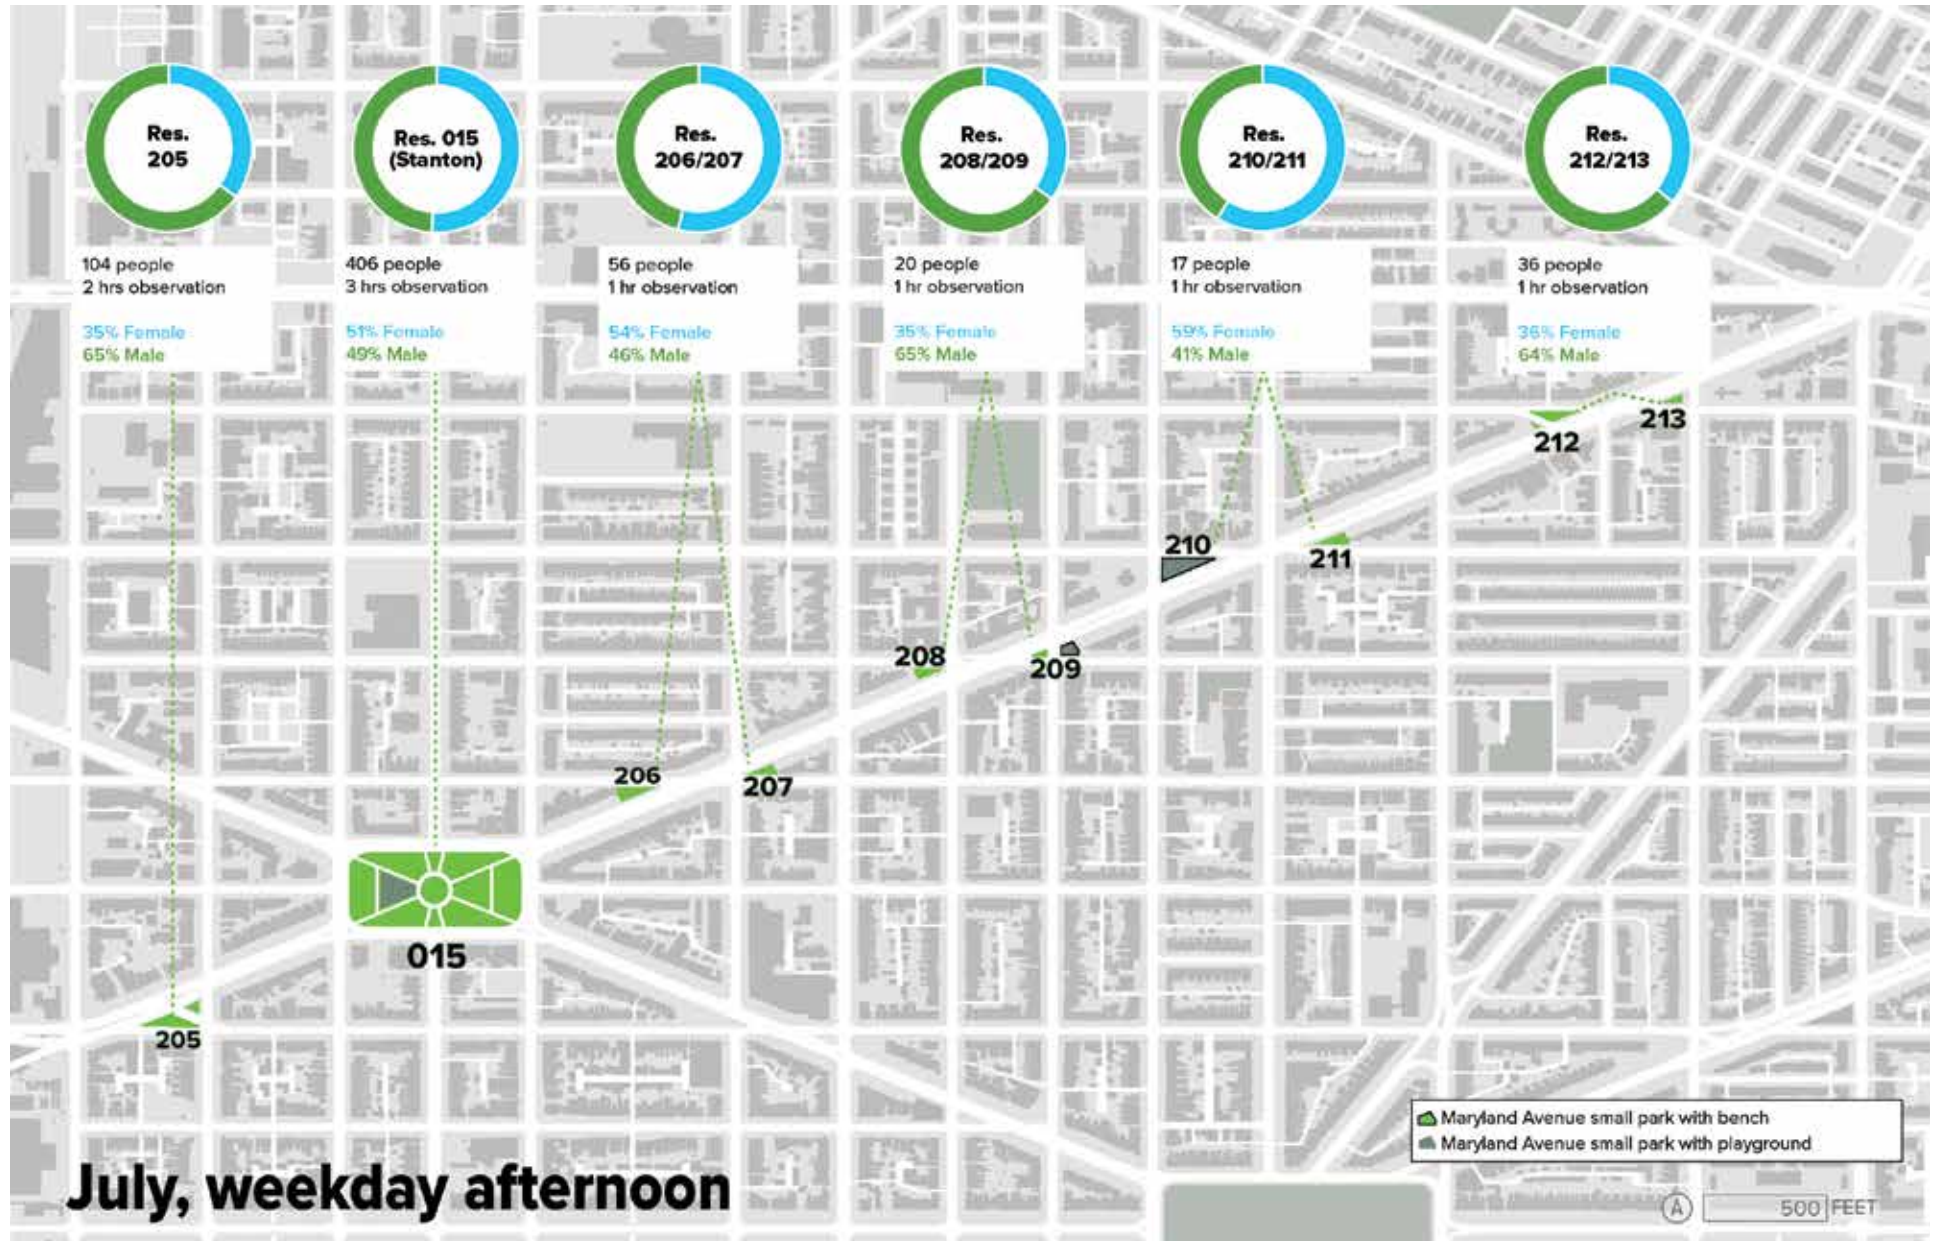 Res.
205
Res. 015
(Stanton)
Res.
206/207
Res.
208/209
Res.
210/211
Res.
212/213
104 people
2 hrs observation
35% Female
65% Male
406 people
3 hrs observation
51% Female
49% Male
56 people
1 hr observation
54% Female
46% Male
20 people
1 hr observation
35% Female
65% Male
17 people
1 hr observation
59% Female
41% Male
36 people
1 hr observation
36% Female
64% Male
213
212
210
211
208
209
206
207
015
205
Maryland Avenue small park with bench
Maryland Avenue small park with playground
July, weekday afternoon
A
500 FEET